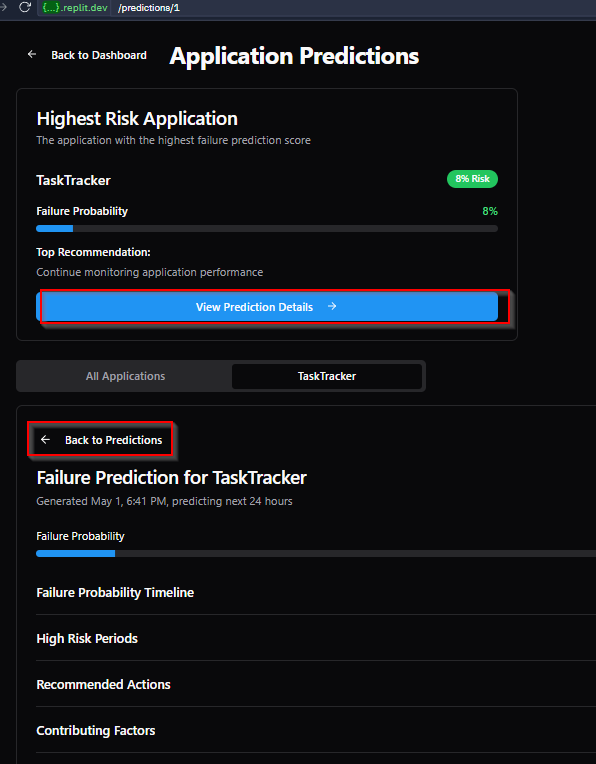 {...}.replit.dev /predictions/1
Back to Dashboard
Application Predictions
Highest Risk Application
The application with the highest failure prediction score
TaskTracker
8% Risk
Failure Probability
8%
Top Recommendation:
Continue monitoring application performance
View Prediction Details
All Applications
TaskTracker
Back to Predictions
Failure Prediction for TaskTracker
Generated May 1, 6:41 PM, predicting next 24 hours
Failure Probability
Failure Probability Timeline
High Risk Periods
Recommended Actions
Contributing Factors